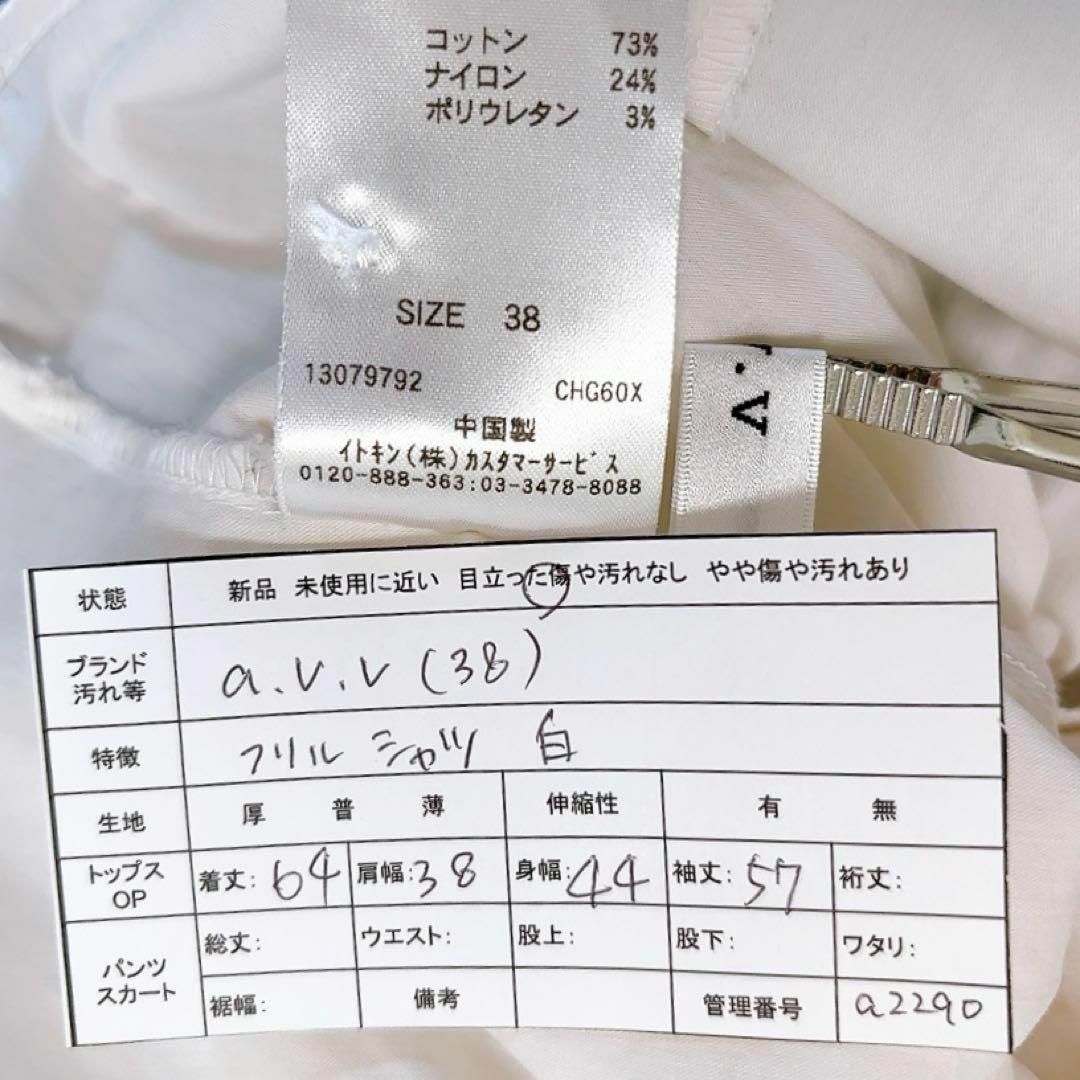 コットン 73%
ナイロン 24%
ポリウレタン 3%
SIZE 38
13079792 CHG60X
中国製
イトキン(株)カスタマーサービス
0120-888-363:03-3478-8088
状態 新品 未使用に近い 目立った傷や汚れなし やや傷や汚れあり
ブランド
汚れ等
a.v.v (38)
特徴 フリル シャツ 白
生地 厚 普 薄 伸縮性 有 無
トップス
OP
着丈: 64 肩幅: 38 身幅: 44 袖丈: 57 裄丈:
パンツ
スカート
総丈: ウエスト: 股上: 股下: ワタリ:
裾幅: 備考 管理番号 a2290